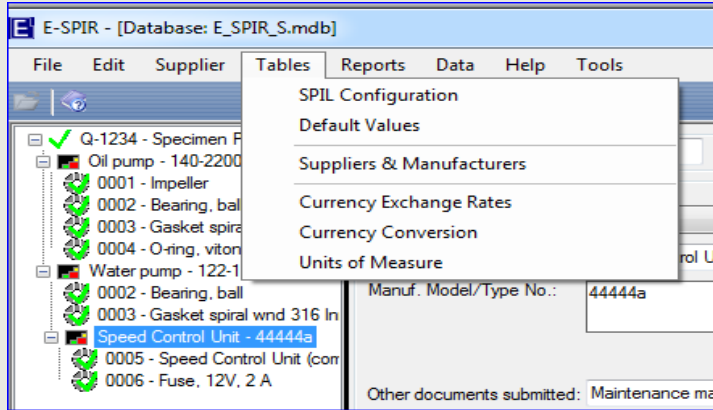 E-SPIR - [Database: E_SPIR_S.mdb]
File Edit Supplier Tables Reports Data Help Tools
SPIL Configuration
Default Values
Suppliers & Manufacturers
Currency Exchange Rates
Currency Conversion
Units of Measure
Q-1234 - Specimen
Oil pump - 140-2200
0001 - Impeller
0002 - Bearing, bal
0003 - Gasket spira
0004 - O-ring, viton
Water pump - 122-1
0002 - Bearing, ball
0003 - Gasket spiral wnd 316 In
Speed Control Unit - 44444a
0005 - Speed Control Unit (com
0006 - Fuse, 12V, 2 A
rol U
Manuf. Model/Type No.: 44444a
Other documents submitted: Maintenance ma